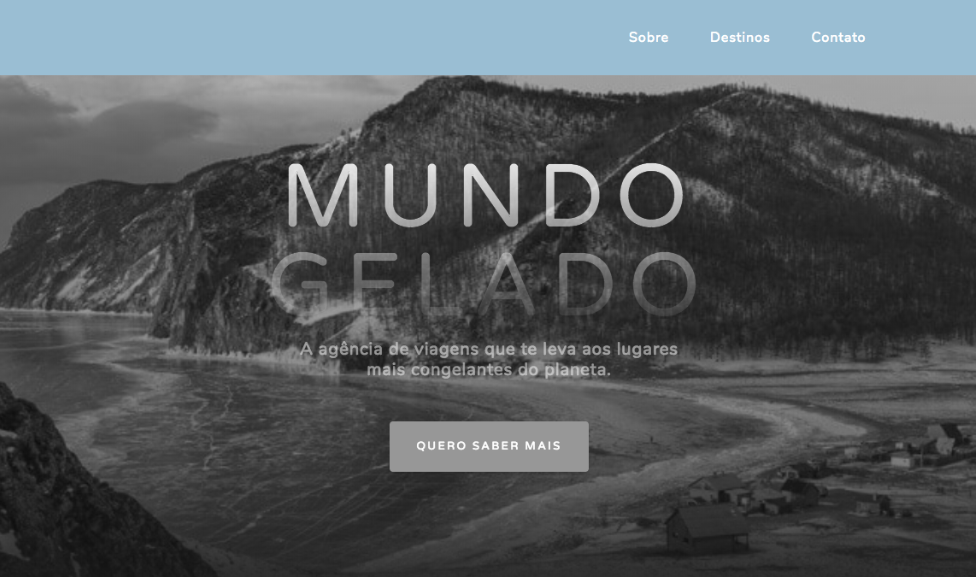 Sobre Destinos Contato
MUNDO
GELADO
A agência de viagens que te leva aos lugares
mais congelantes do planeta.
QUERO SABER MAIS